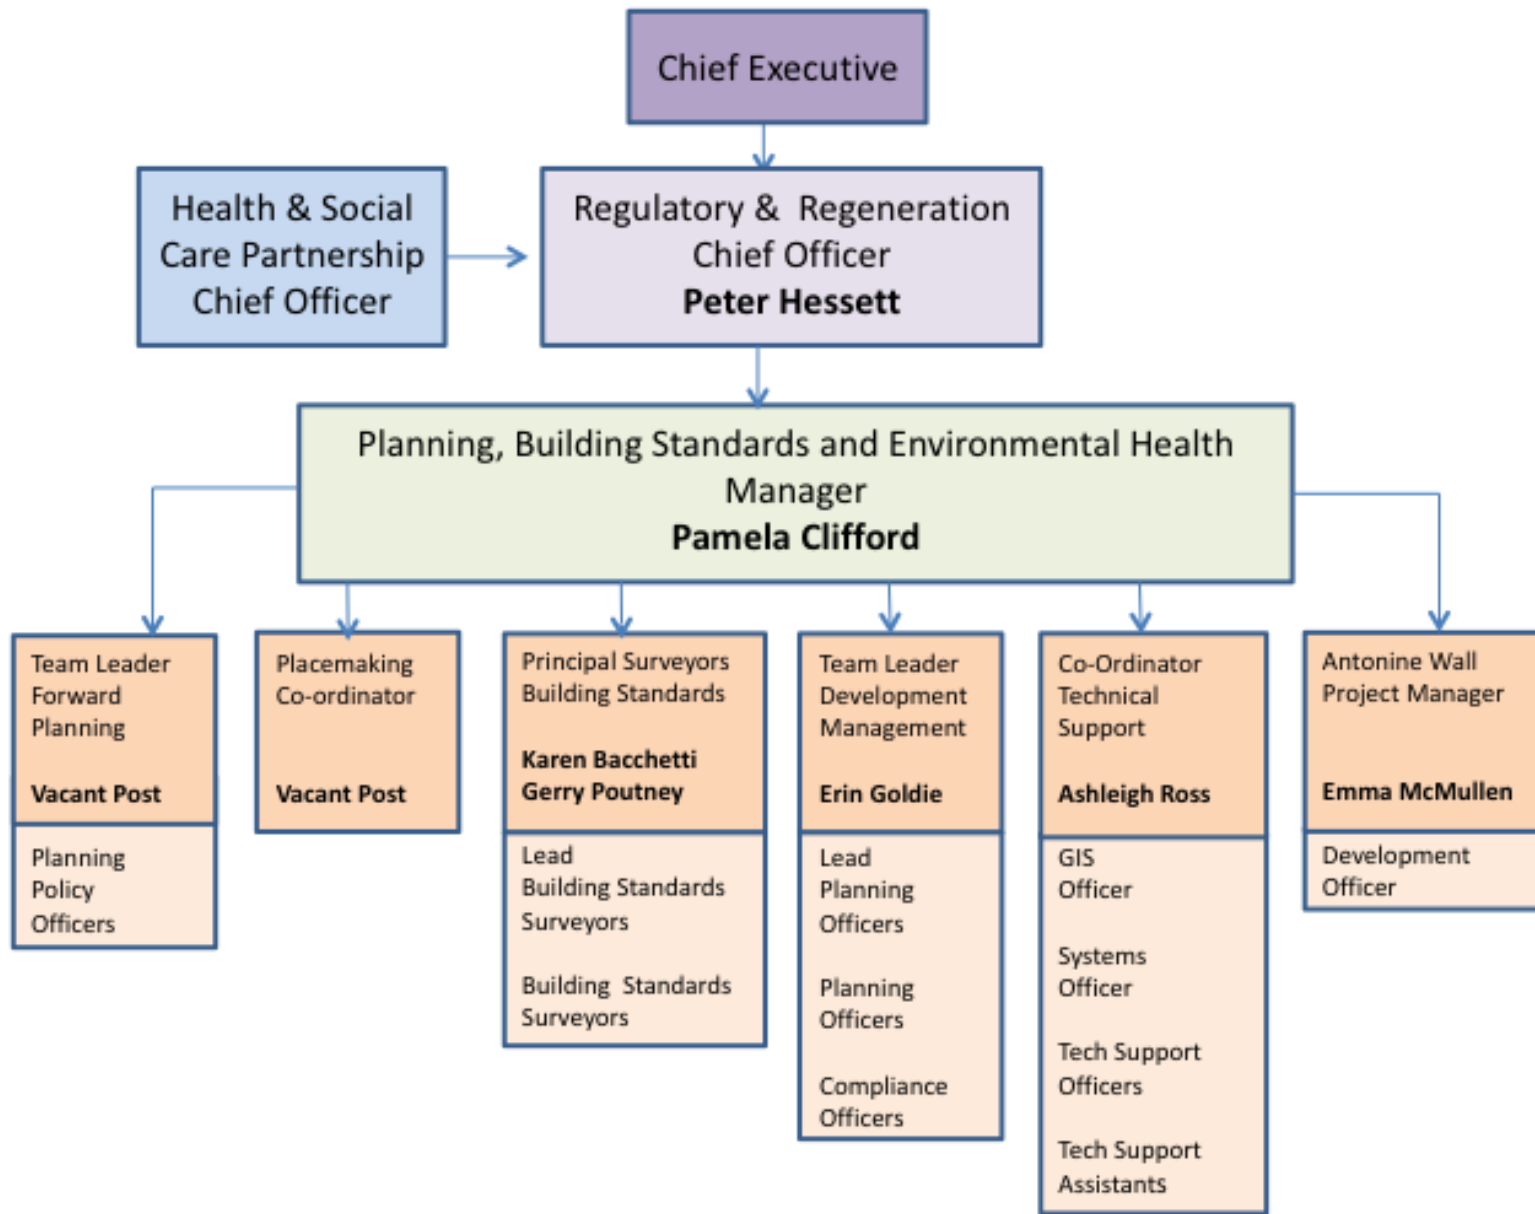 Chief Executive
Health & Social
Care Partnership
Chief Officer
Regulatory & Regeneration
Chief Officer
Peter Hessett
Planning, Building Standards and Environmental Health
Manager
Pamela Clifford
Team Leader
Forward
Planning
Vacant Post
Planning
Policy
Officers
Placemaking
Co-ordinator
Vacant Post
Principal Surveyors
Building Standards
Karen Bacchetti
Gerry Poutney
Lead
Building Standards
Surveyors
Building Standards
Surveyors
Team Leader
Development
Management
Erin Goldie
Lead
Planning
Officers
Planning
Officers
Compliance
Officers
Co-Ordinator
Technical
Support
Ashleigh Ross
GIS
Officer
Systems
Officer
Tech Support
Officers
Tech Support
Assistants
Antonine Wall
Project Manager
Emma McMullen
Development
Officer